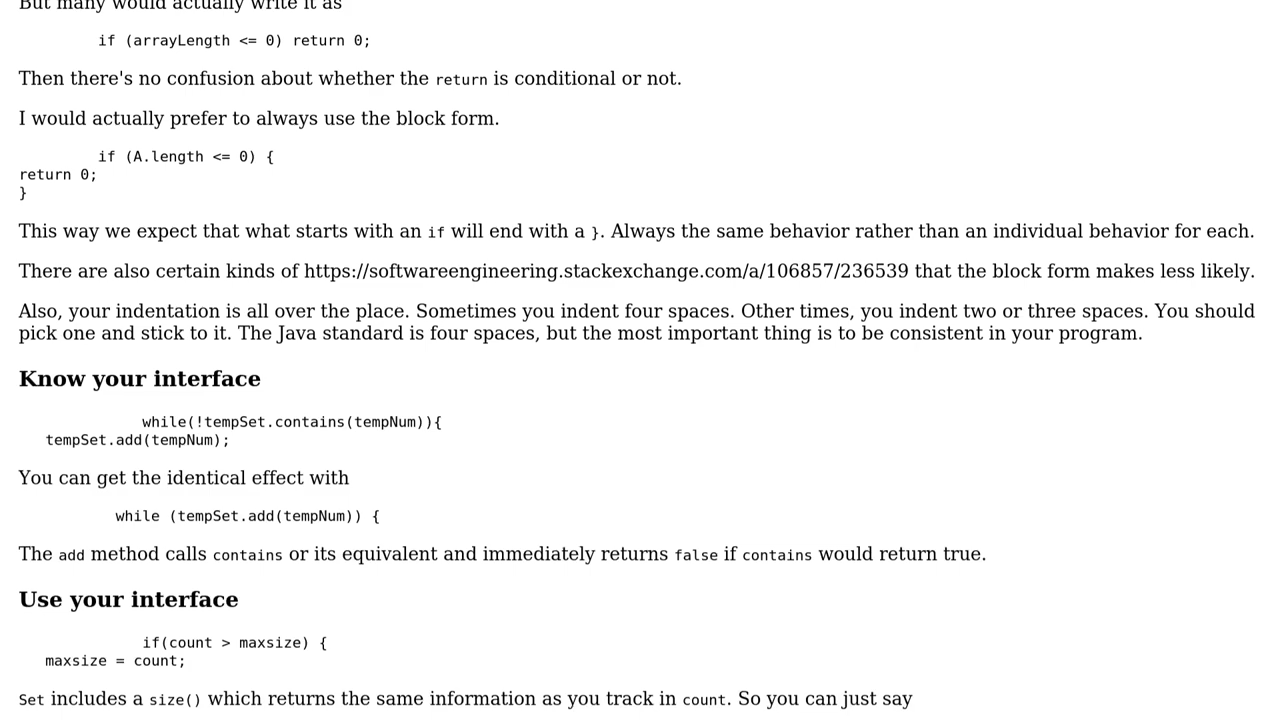 But many would actually write it as
if (arrayLength <= 0) return 0;
Then there's no confusion about whether the return is conditional or not.
I would actually prefer to always use the block form.
if (A.length <= 0) {
return 0;
}
This way we expect that what starts with an if will end with a }. Always the same behavior rather than an individual behavior for each.
There are also certain kinds of https://softwareengineering.stackexchange.com/a/106857/236539 that the block form makes less likely.
Also, your indentation is all over the place. Sometimes you indent four spaces. Other times, you indent two or three spaces. You should
pick one and stick to it. The Java standard is four spaces, but the most important thing is to be consistent in your program.
Know your interface
while(!tempSet.contains(tempNum)){
tempSet.add(tempNum);
You can get the identical effect with
while (tempSet.add(tempNum)) {
The add method calls contains or its equivalent and immediately returns false if contains would return true.
Use your interface
if(count > maxsize) {
maxsize = count;
Set includes a size() which returns the same information as you track in count. So you can just say